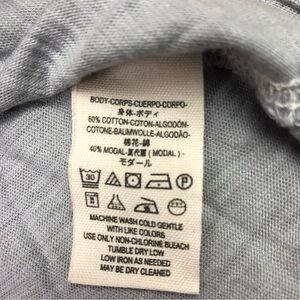 BODY-CORPS-CUERPO-CORPO-
身体-ボディ
60% COTTON-COTON-ALGODÓN-
COTONE-BAUMWOLLE-ALGODÃO-
棉花-綿
40% MODAL-莫代爾 ( MODAL ) -
モダール
30 P
MACHINE WASH COLD GENTLE
WITH LIKE COLORS
USE ONLY NON-CHLORINE BLEACH
TUMBLE DRY LOW
LOW IRON AS NEEDED
MAY BE DRY CLEANED